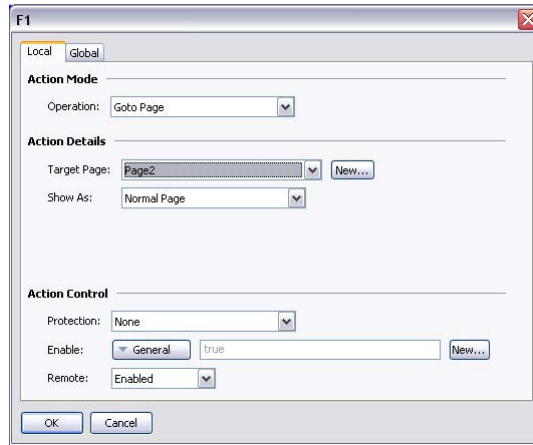 F1
Local Global
Action Mode
Operation: Goto Page
Action Details
Target Page: Page2 New...
Show As: Normal Page
Action Control
Protection: None
Enable: General true New...
Remote: Enabled
OK Cancel